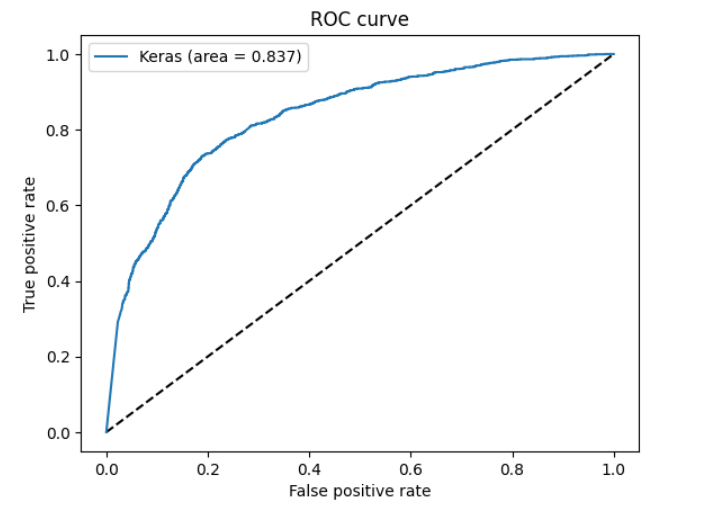 ROC curve
Keras (area = 0.837)
1.0
0.8
0.6
0.4
0.2
0.0
True positive rate
0.0 0.2 0.4 0.6 0.8 1.0
False positive rate